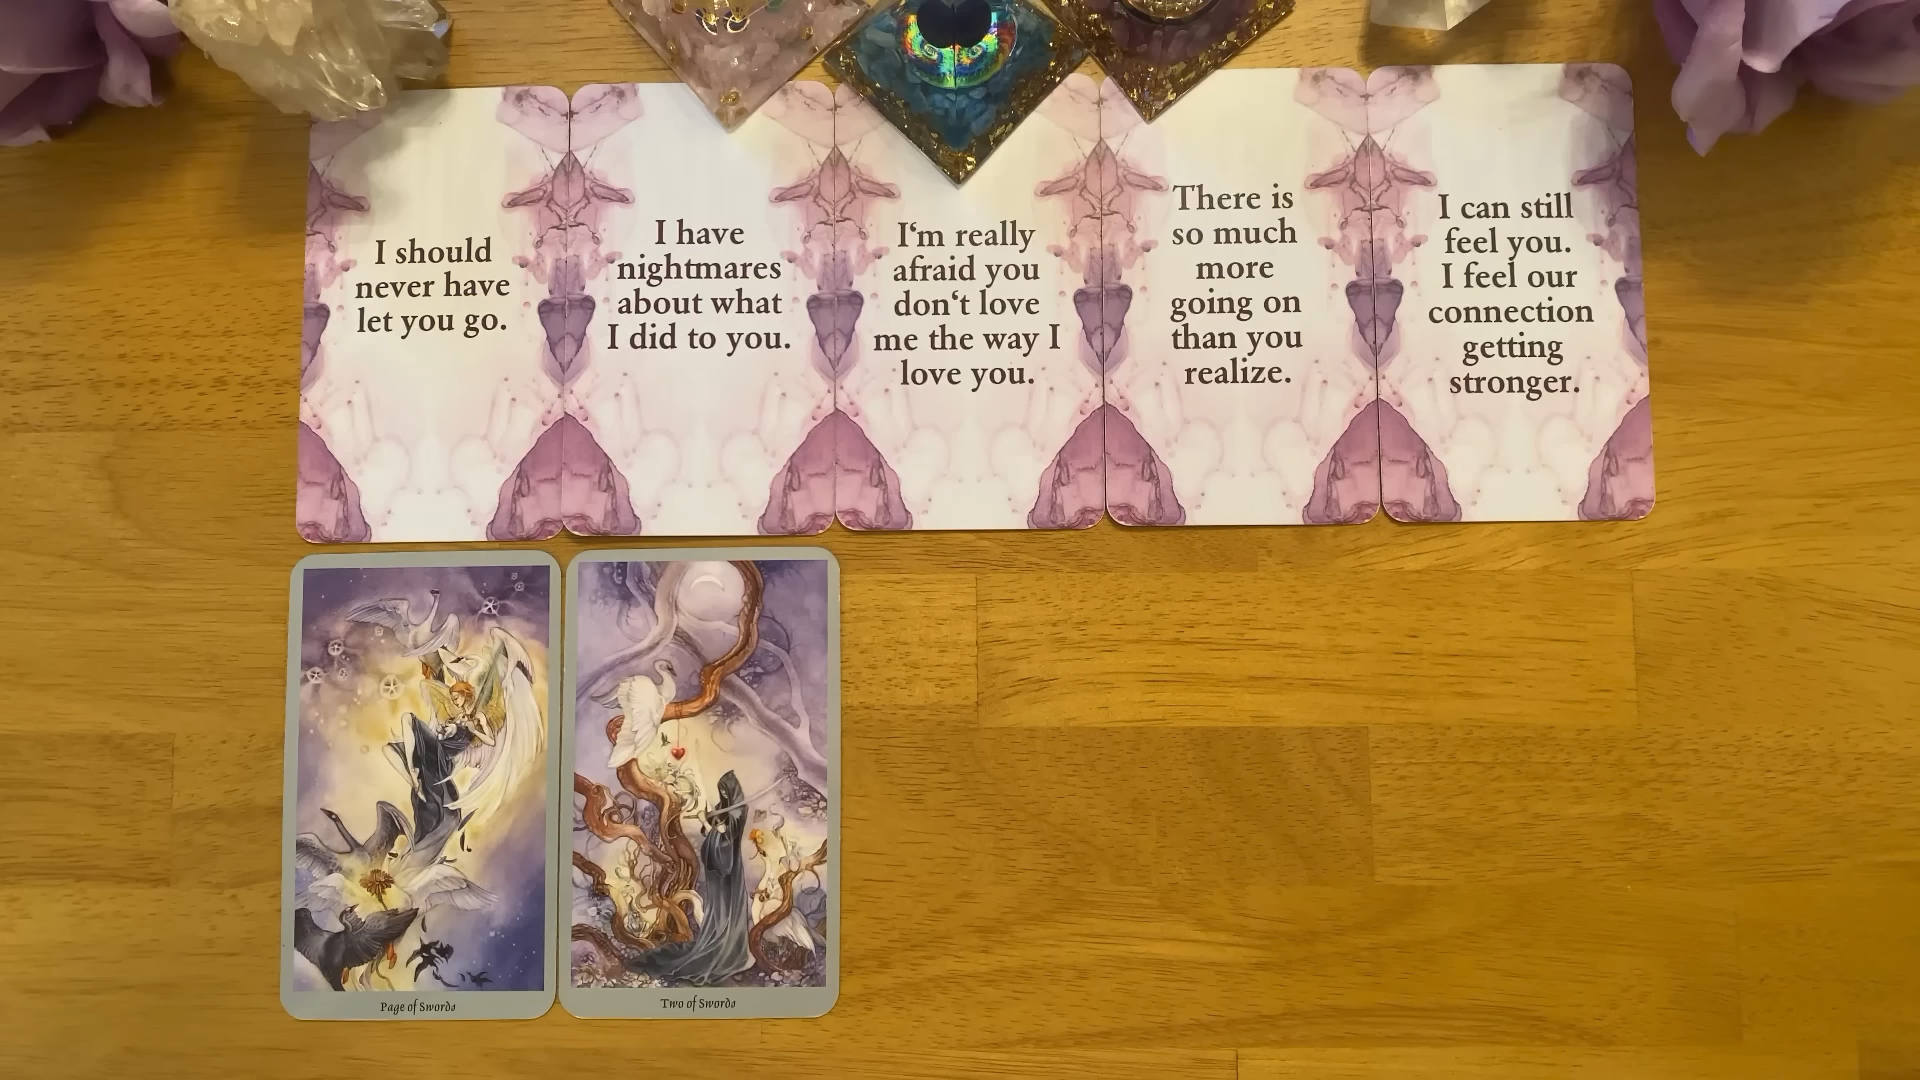 I should
never have
let you go.
I have
nightmares
about what
I did to you.
I'm really
afraid you
don't love
me the way I
love you.
There is
so much
more
going on
than you
realize.
I can still
feel you.
I feel our
connection
getting
stronger.
Page of Swords
Two of Swords